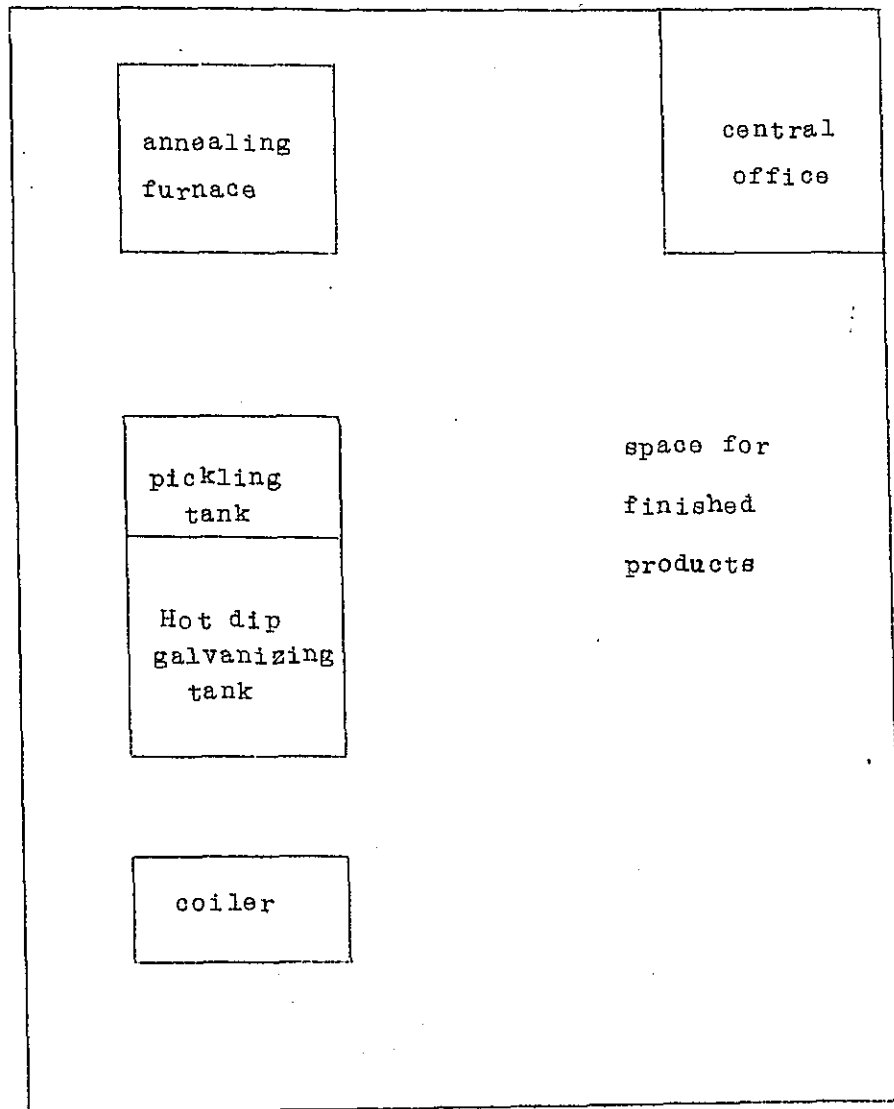 annealing
furnace
central
office
pickling
tank
space for
finished
products
Hot dip
galvanizing
tank
coiler